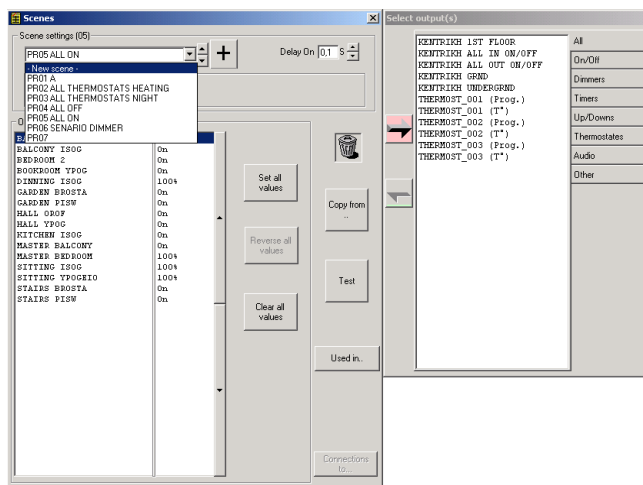 Scenes
Scene settings (05)
PR05 ALL ON
Delay On 0,1 S
- New scene -
PR01 A
PR02 ALL THERMOSTATS HEATING
PR03 ALL THERMOSTATS NIGHT
PR04 ALL OFF
PR05 ALL ON
PR06 SENARIO DIMMER
PR07
BALCONY ISOG On
BEDROOM 2 On
BOOKROOM YPOG On
DINNING ISOG 100%
GARDEN BROSTA On
GARDEN PISW On
HALL OROF On
HALL YPOG On
KITCHEN ISOG On
MASTER BALCONY On
MASTER BEDROOM 100%
SITTING ISOG 100%
SITTING YPOGEIO 100%
STAIRS BROSTA On
STAIRS PISW On
Set all values
Reverse all values
Clear all values
Copy from ..
Test
Used in..
Connections to...
Select output(s)
KENTRIKH 1ST FLOOR
KENTRIKH ALL IN ON/OFF
KENTRIKH ALL OUT ON/OFF
KENTRIKH GRND
KENTRIKH UNDERGRND
THERMOST_001 (Prog.)
THERMOST_001 (T°)
THERMOST_002 (Prog.)
THERMOST_002 (T°)
THERMOST_003 (Prog.)
THERMOST_003 (T°)
All
On/Off
Dimmers
Timers
Up/Downs
Thermostates
Audio
Other